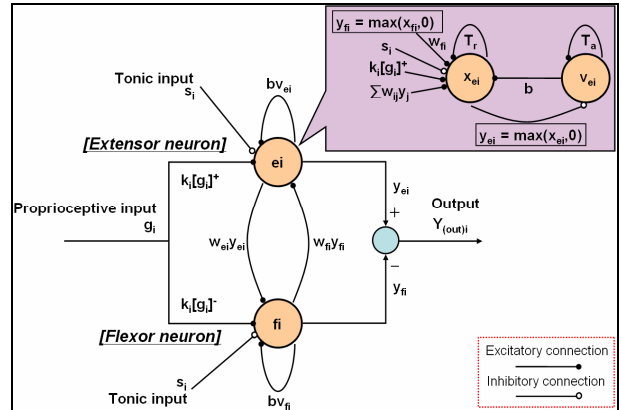 y_fi = max(x_fi,0)
w_fi
s_i
k_i[g_i]⁺
∑w_ij y_j
T_r
x_ei
b
T_a
v_ei
y_ei = max(x_ei,0)
Tonic input
s_i
bv_ei
[Extensor neuron]
ei
k_i[g_i]⁺
y_ei
+
Proprioceptive input
g_i
w_ei y_ei
w_fi y_fi
Output
Y_(out)i
−
y_fi
k_i[g_i]⁻
[Flexor neuron]
fi
s_i
Tonic input
bv_fi
Excitatory connection
Inhibitory connection